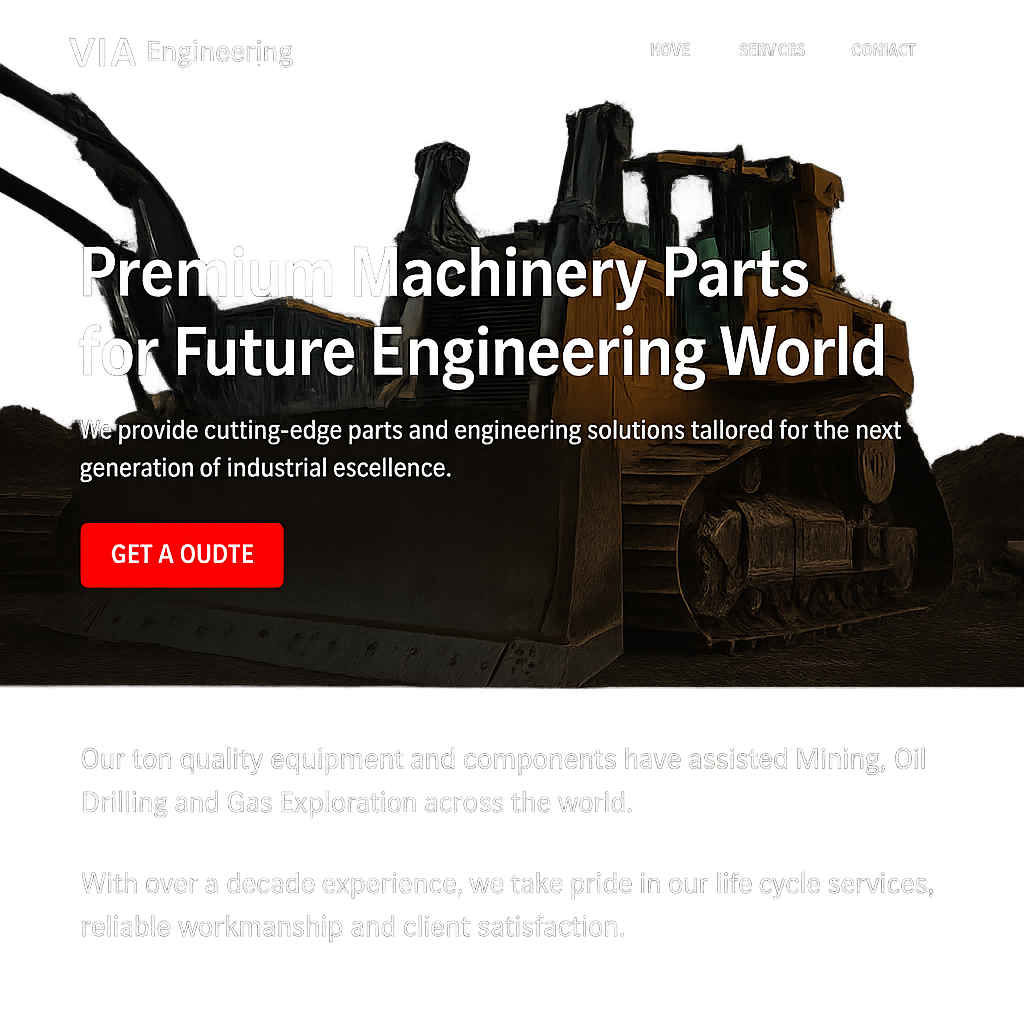 VIA Engineering
HOVE SERVCES CONIACT
Premium Machinery Parts
for Future Engineering World
We provide cutting-edge parts and engineering solutions tallored for the next
generation of industrial escellence.
GET A OUDTE
Our ton quality equipment and components have assisted Mining, Oil
Drilling and Gas Exploration across the world.
With over a decade experience, we take pride in our life cycle services,
reliable workmanship and client satisfaction.